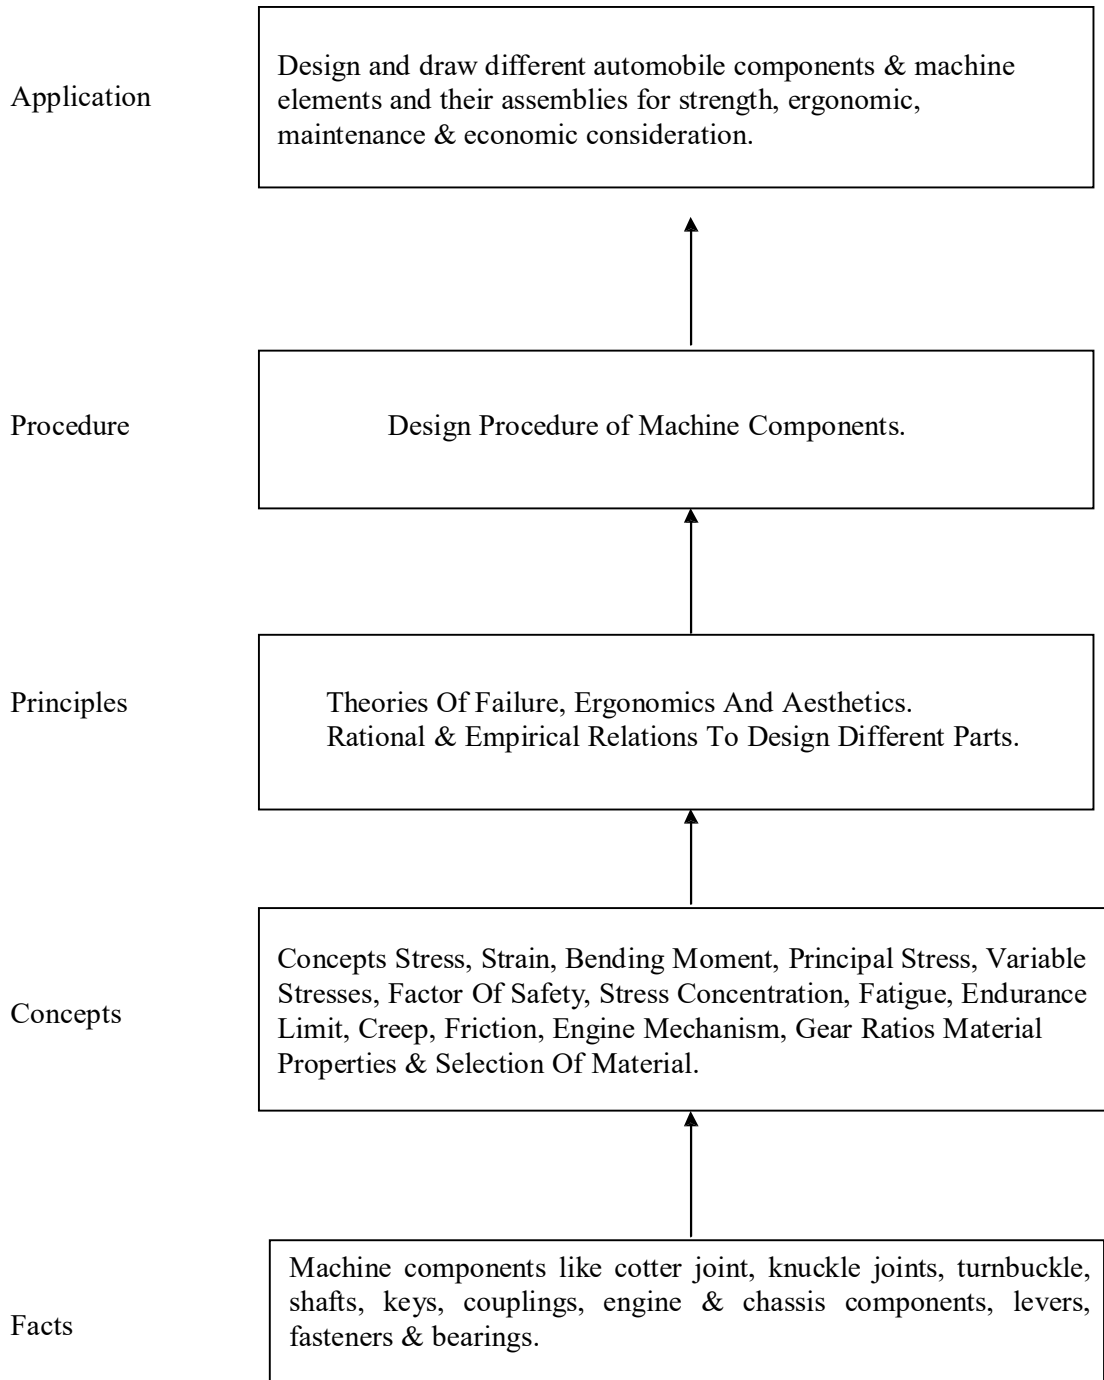 Application
Design and draw different automobile components & machine
elements and their assemblies for strength, ergonomic,
maintenance & economic consideration.
Procedure
Design Procedure of Machine Components.
Principles
Theories Of Failure, Ergonomics And Aesthetics.
Rational & Empirical Relations To Design Different Parts.
Concepts
Concepts Stress, Strain, Bending Moment, Principal Stress, Variable
Stresses, Factor Of Safety, Stress Concentration, Fatigue, Endurance
Limit, Creep, Friction, Engine Mechanism, Gear Ratios Material
Properties & Selection Of Material.
Facts
Machine components like cotter joint, knuckle joints, turnbuckle,
shafts, keys, couplings, engine & chassis components, levers,
fasteners & bearings.